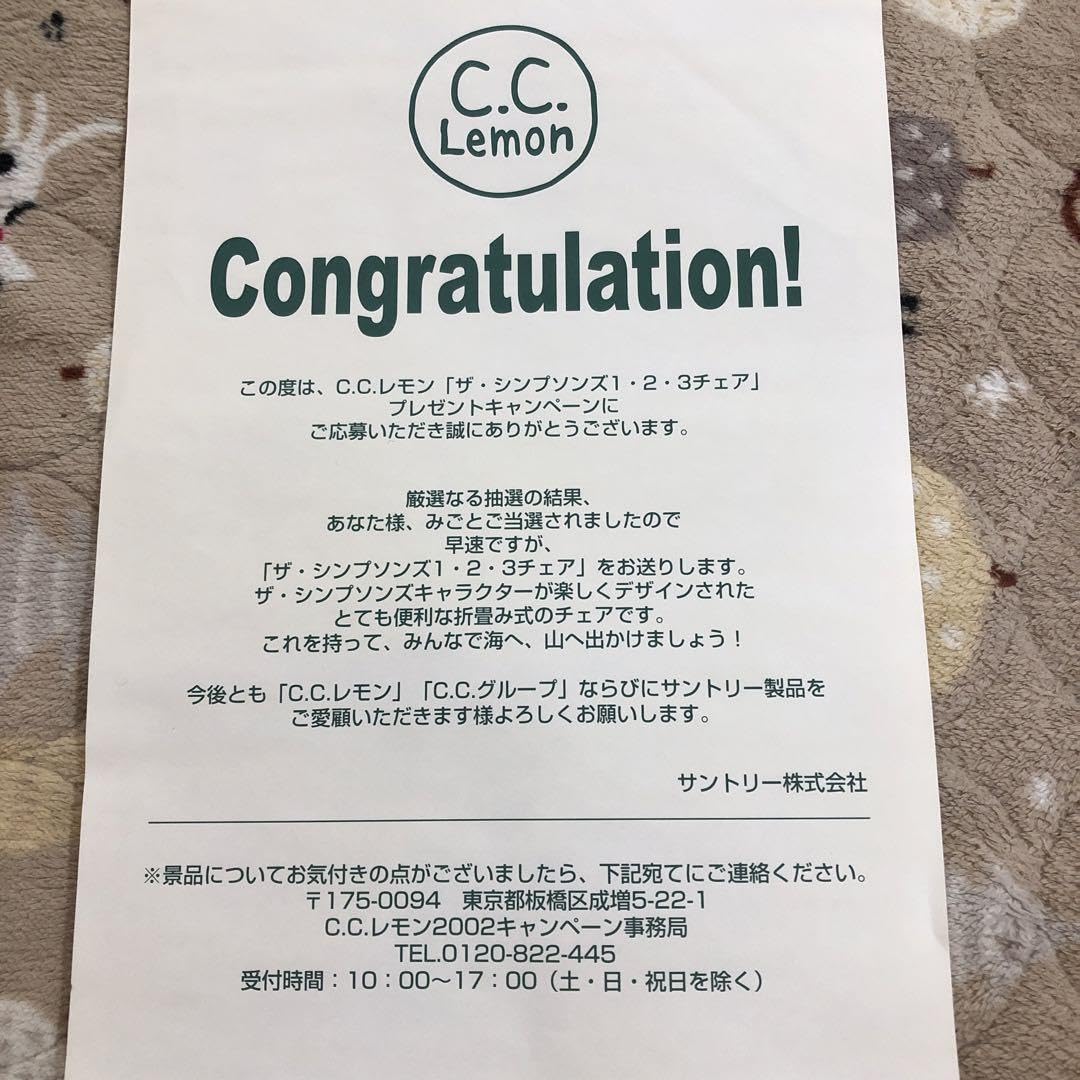 C.C.
Lemon
Congratulation!
この度は、C.C.レモン「ザ・シンプソンズ1・2・3チェア」
プレゼントキャンペーンに
ご応募いただき誠にありがとうございます。
厳選なる抽選の結果、
あなた様、みごとご当選されましたので
早速ですが、
「ザ・シンプソンズ1・2・3チェア」をお送りします。
ザ・シンプソンズキャラクターが楽しくデザインされた
とても便利な折畳み式のチェアです。
これを持って、みんなで海へ、山へ出かけましょう！
今後とも「C.C.レモン」「C.C.グループ」ならびにサントリー製品を
ご愛顧いただきます様よろしくお願いします。
サントリー株式会社
※景品についてお気付きの点がございましたら、下記宛てにご連絡ください。
〒175-0094　東京都板橋区成増5-22-1
C.C.レモン2002キャンペーン事務局
TEL.0120-822-445
受付時間：10：00〜17：00（土・日・祝日を除く）